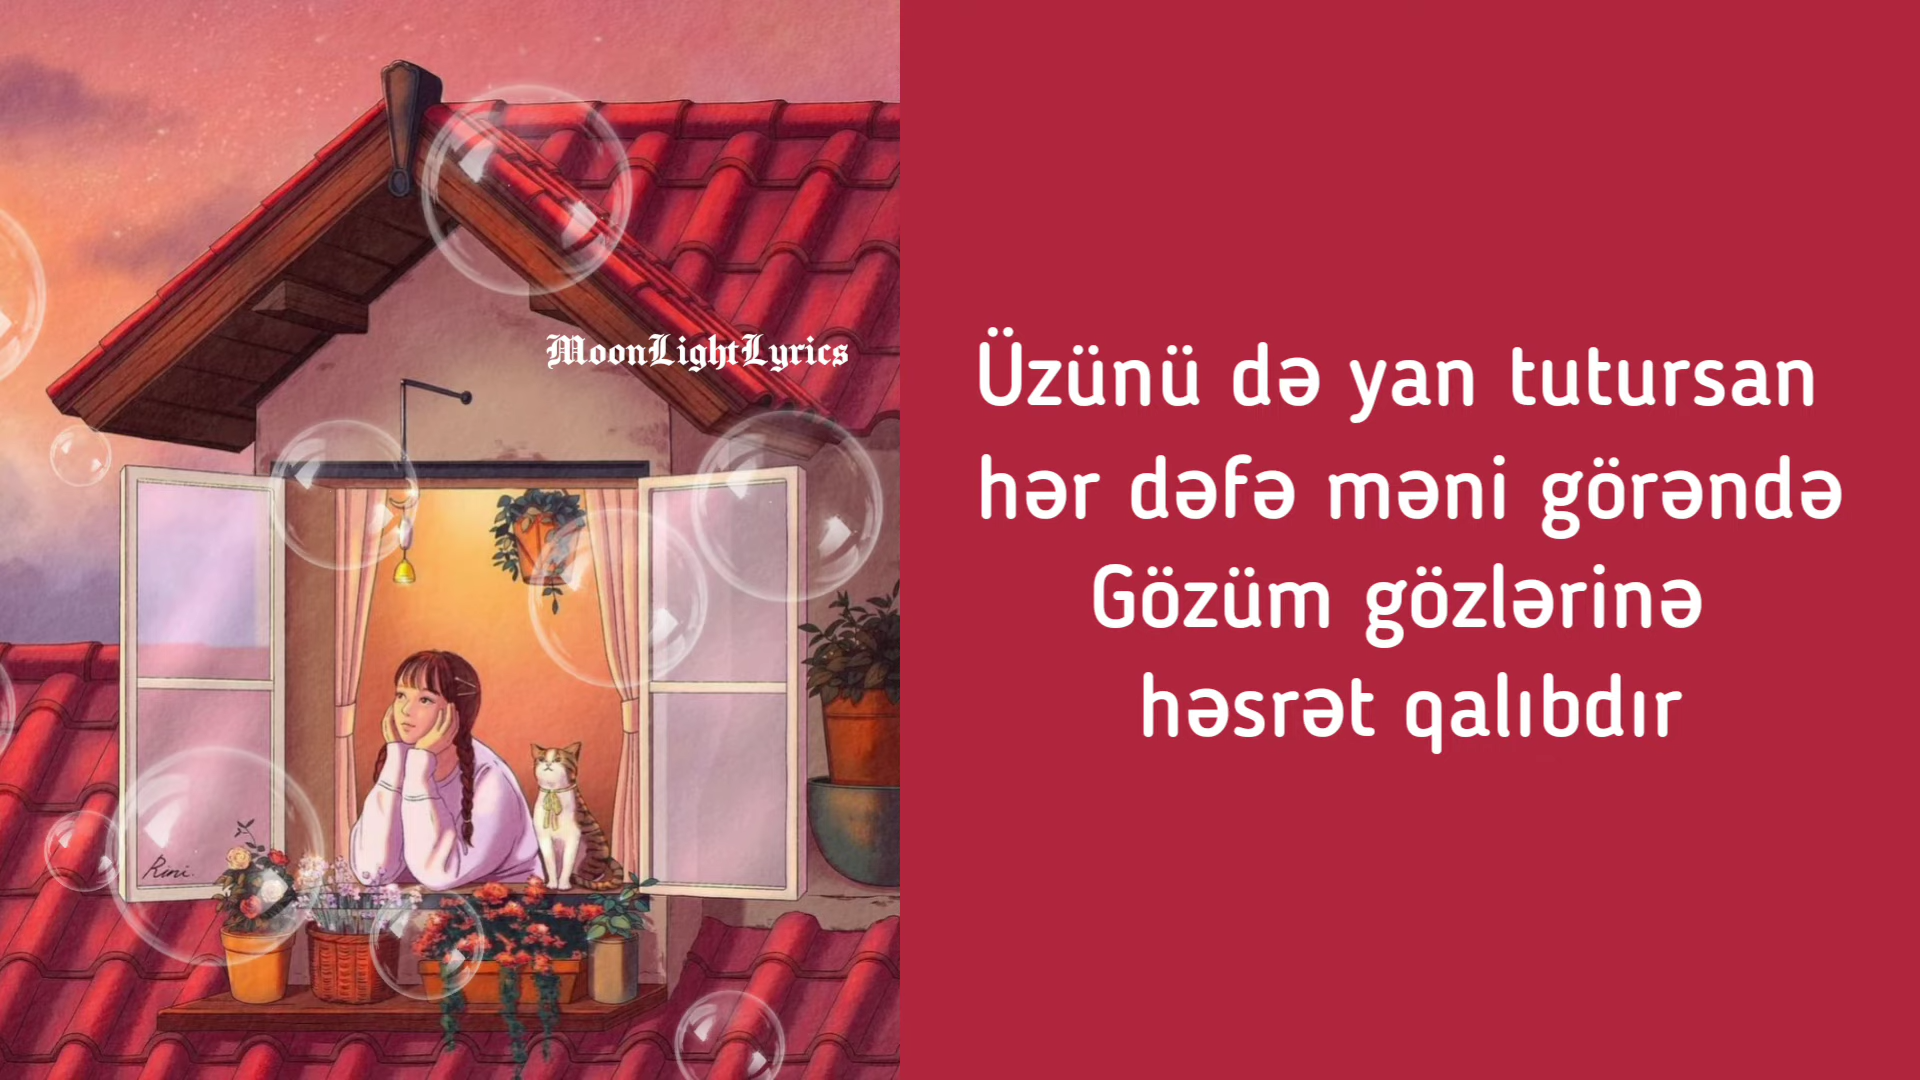 MoonLightLyrics
Üzünü də yan tutursan
hər dəfə məni görəndə
Gözüm gözlərinə
həsrət qalıbdır
Rini.